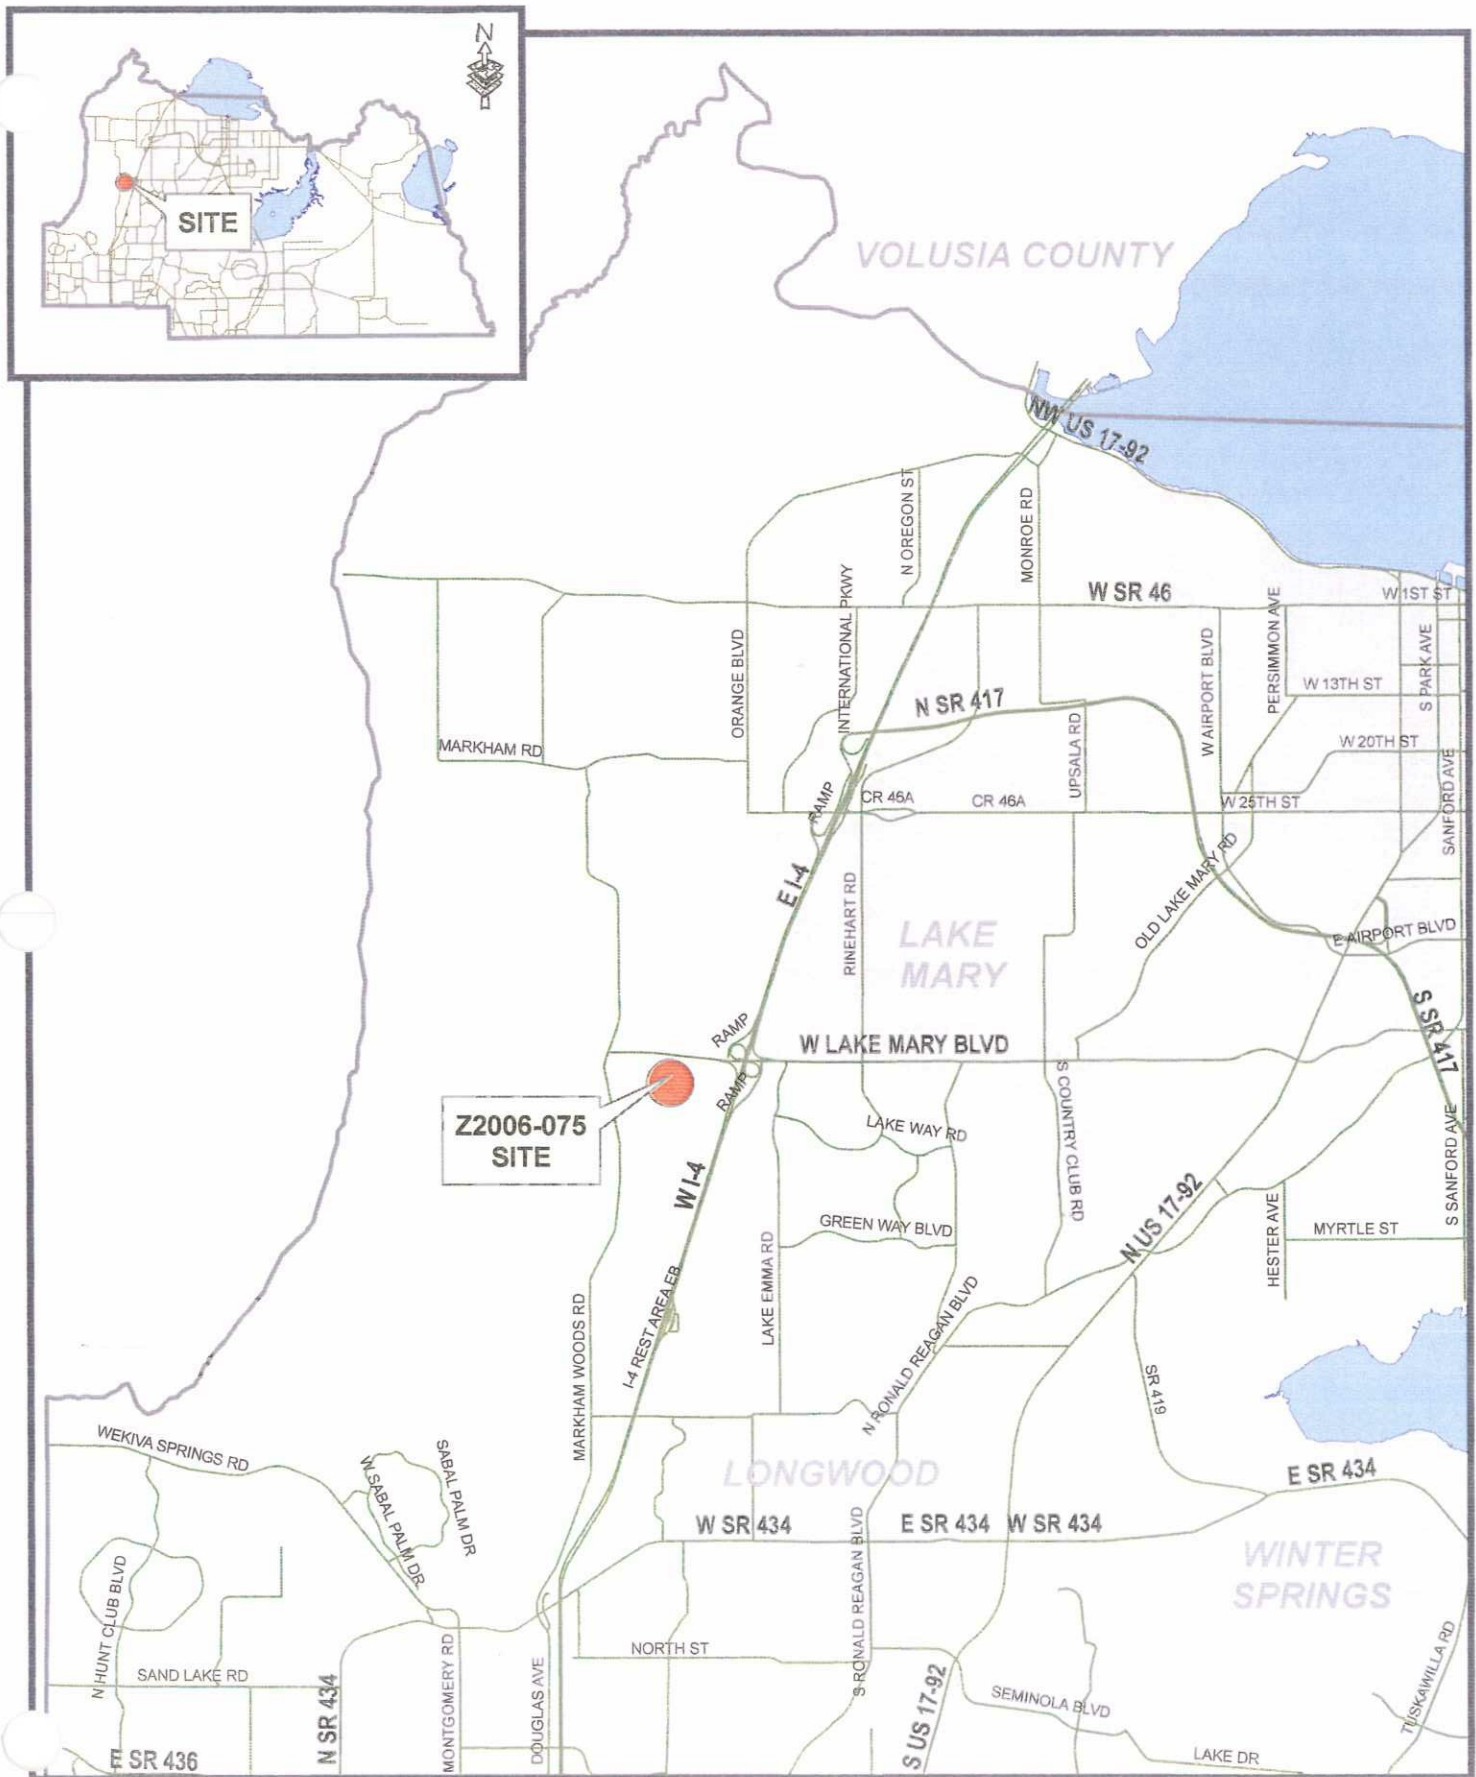 N
SITE
VOLUSIA COUNTY
NW US 17-92
N OREGON ST
MONROE RD
INTERNATIONAL PKWY
W SR 46
PERSIMMON AVE
W 1ST ST
ORANGE BLVD
W AIRPORT BLVD
S PARK AVE
W 13TH ST
N SR 417
UPSALA RD
MARKHAM RD
W 20TH ST
SANFORD AVE
RAMP
CR 46A
CR 46A
W 25TH ST
E I-4
RINEHART RD
OLD LAKE MARY RD
LAKE
MARY
E AIRPORT BLVD
S SR 417
RAMP
W LAKE MARY BLVD
RAMP
S COUNTRY CLUB RD
Z2006-075
SITE
LAKE WAY RD
S SANFORD AVE
W I-4
N US 17-92
GREEN WAY BLVD
HESTER AVE
MYRTLE ST
LAKE EMMA RD
I-4 REST AREA EB
MARKHAM WOODS RD
N RONALD REAGAN BLVD
SR 419
WEKIVA SPRINGS RD
W SABAL PALM DR
SABAL PALM DR
LONGWOOD
E SR 434
W SR 434
E SR 434
W SR 434
S RONALD REAGAN BLVD
WINTER
SPRINGS
N HUNT CLUB BLVD
NORTH ST
TUSKAWILLA RD
SAND LAKE RD
N SR 434
MONTGOMERY RD
DOUGLAS AVE
S US 17-92
SEMINOLA BLVD
LAKE DR
E SR 436